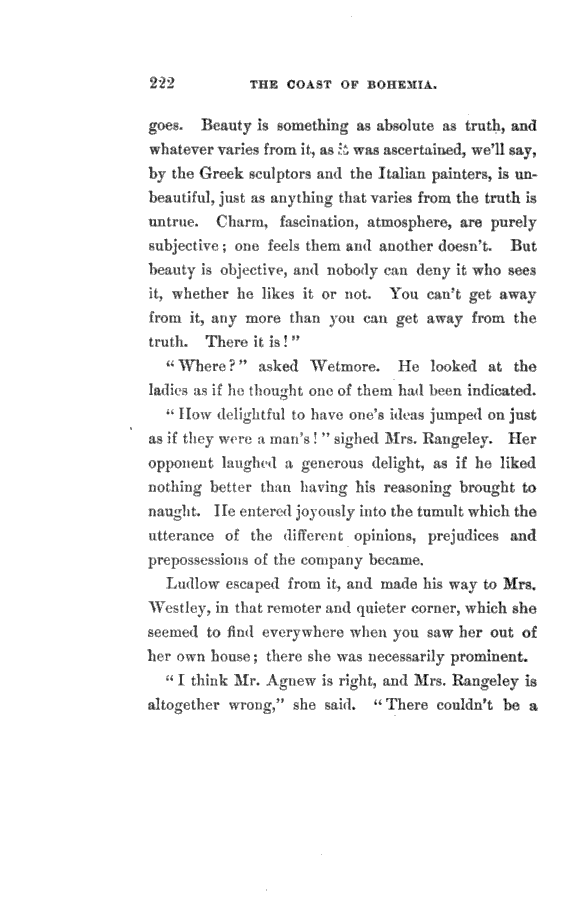 222 THE COAST OF BOHEMIA.
goes. Beauty is something as absolute as truth, and
whatever varies from it, as it was ascertained, we'll say,
by the Greek sculptors and the Italian painters, is un-
beautiful, just as anything that varies from the truth is
untrue. Charm, fascination, atmosphere, are purely
subjective; one feels them and another doesn't. But
beauty is objective, and nobody can deny it who sees
it, whether he likes it or not. You can't get away
from it, any more than you can get away from the
truth. There it is!"
"Where?" asked Wetmore. He looked at the
ladies as if he thought one of them had been indicated.
"How delightful to have one's ideas jumped on just
as if they were a man's!" sighed Mrs. Rangeley. Her
opponent laughed a generous delight, as if he liked
nothing better than having his reasoning brought to
naught. He entered joyously into the tumult which the
utterance of the different opinions, prejudices and
prepossessions of the company became.
Ludlow escaped from it, and made his way to Mrs.
Westley, in that remoter and quieter corner, which she
seemed to find everywhere when you saw her out of
her own house; there she was necessarily prominent.
"I think Mr. Agnew is right, and Mrs. Rangeley is
altogether wrong," she said. "There couldn't be a